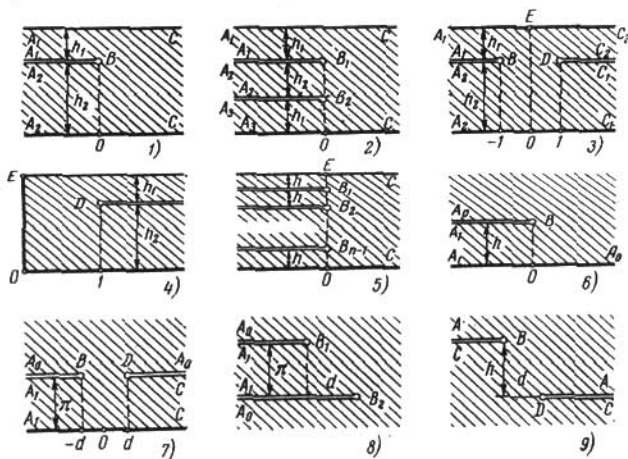 A₁ h₁ C
A₁ B
A₂
h₂
A₂ C
0 1)
A₁ h₁ C
A₁ B₁
A₂ h₂
A₂ B₂
A₃ h₁
A₃ C
0 2)
E
A₁ h₁ C₂
A₁ B D C₂
A₂ C₁
h₂
A₂ C₁
-1 0 1 3)
E h₁
D
h₂
0 1 4)
E
h C
h B₁
B₂
Bₙ₋₁
h C
0 5)
A₀ B
A₁ h
A₁ A₀
0 6)
A₀ B D A₀
A₁ π C
A₁ C
-d 0 d 7)
A₀ B₁
A₁ π
A₁ d
A₀ B₂
8)
A B
C h
d A
D C
9)